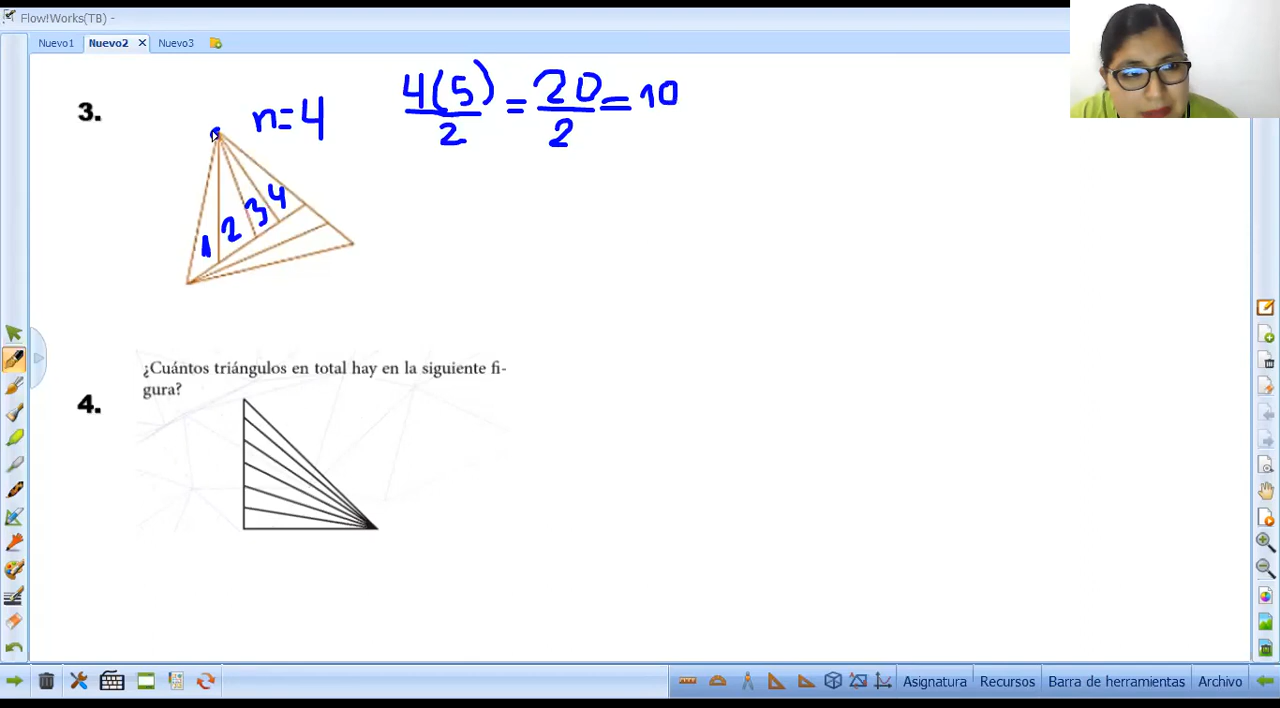 Flow!Works(TB) -
Nuevo1 Nuevo2 Nuevo3
3.
n=4
4(5)/2 = 20/2 = 10
1 2 3 4
¿Cuántos triángulos en total hay en la siguiente fi-
gura?
4.
Asignatura Recursos Barra de herramientas Archivo